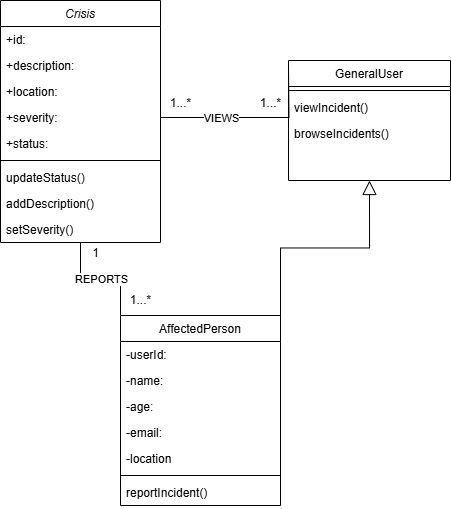 Crisis
+id:
+description:
+location:
+severity:
+status:
updateStatus()
addDescription()
setSeverity()
1...*
VIEWS
1...*
GeneralUser
viewIncident()
browseIncidents()
1
REPORTS
1...*
AffectedPerson
-userId:
-name:
-age:
-email:
-location
reportIncident()